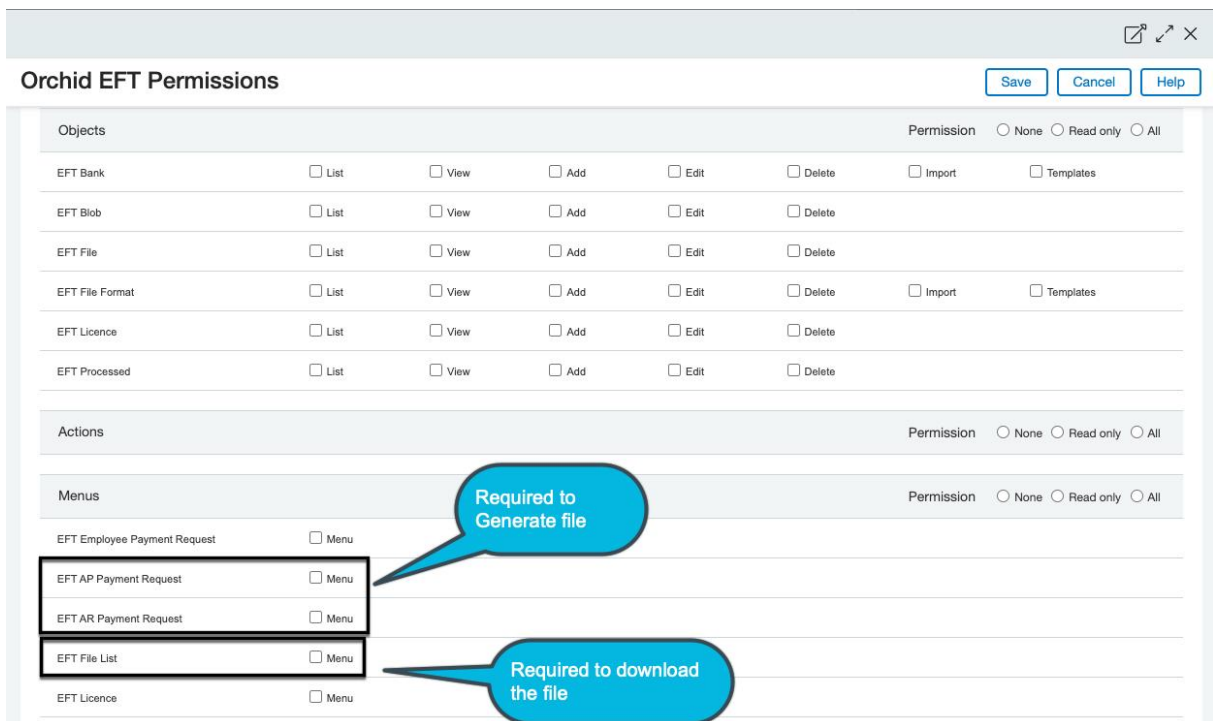 Orchid EFT Permissions
Save Cancel Help
Objects Permission None Read only All
EFT Bank List View Add Edit Delete Import Templates
EFT Blob List View Add Edit Delete
EFT File List View Add Edit Delete
EFT File Format List View Add Edit Delete Import Templates
EFT Licence List View Add Edit Delete
EFT Processed List View Add Edit Delete
Actions Permission None Read only All
Menus Permission None Read only All
Required to
Generate file
EFT Employee Payment Request Menu
EFT AP Payment Request Menu
EFT AR Payment Request Menu
EFT File List Menu
Required to download
the file
EFT Licence Menu